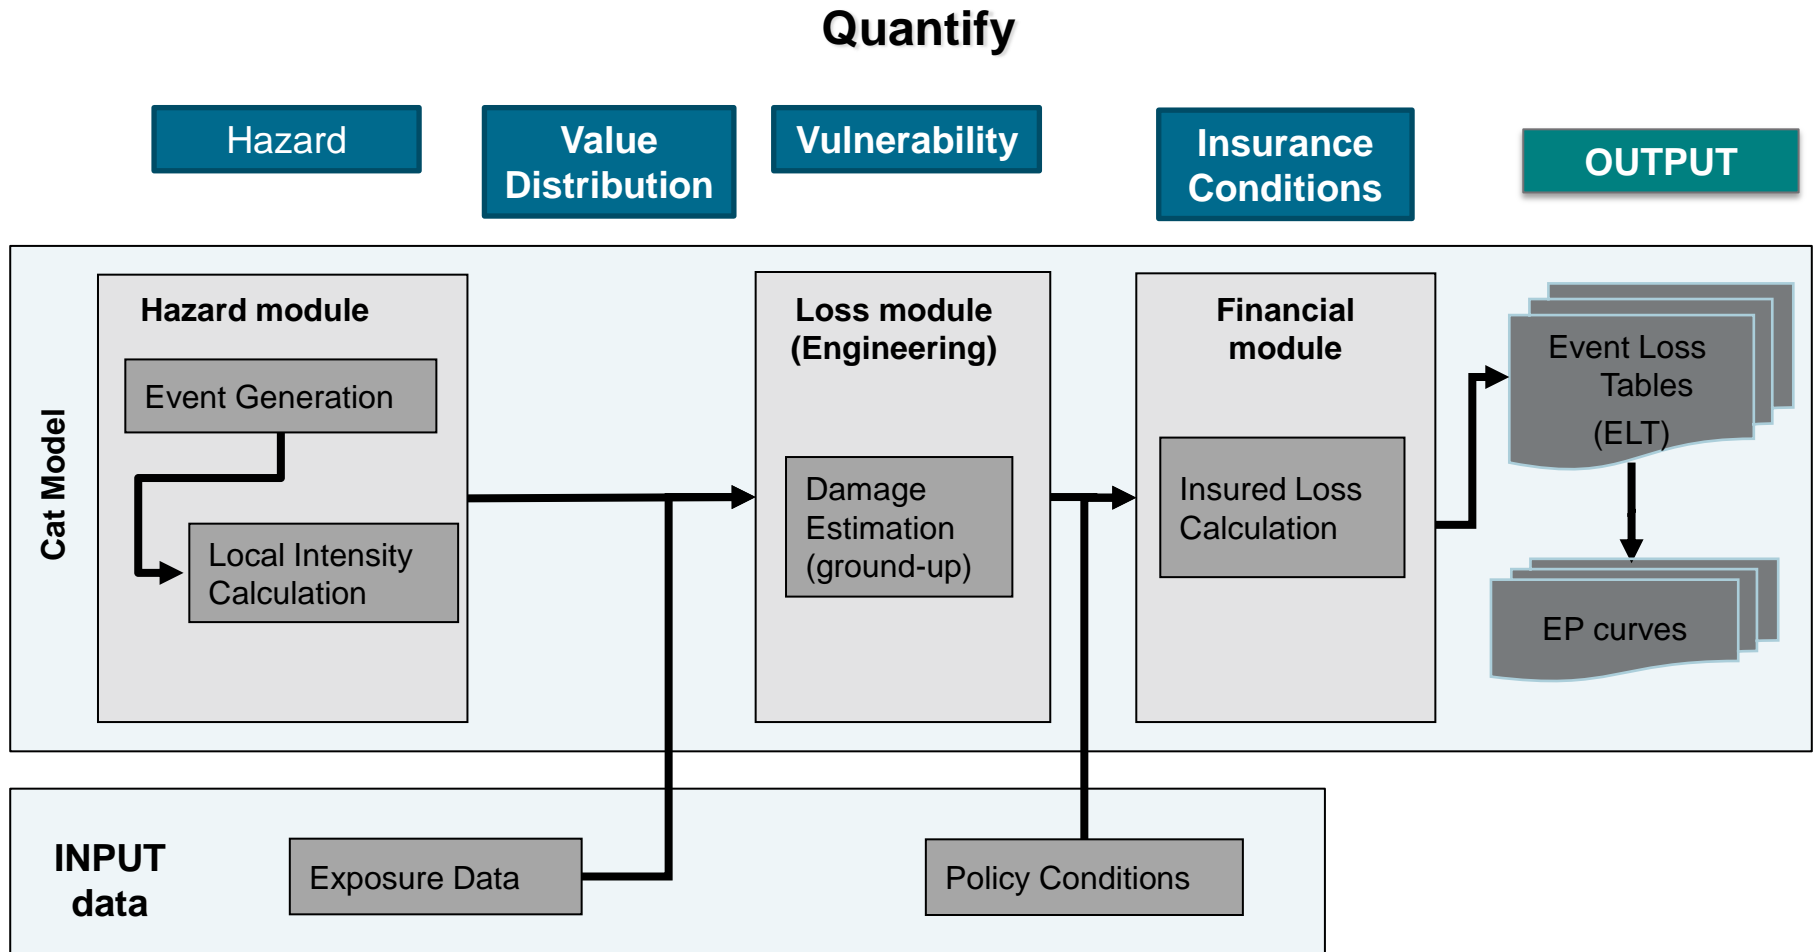 Quantify
Hazard
Value
Distribution
Vulnerability
Insurance
Conditions
OUTPUT
Cat Model
Hazard module
Event Generation
Local Intensity
Calculation
Loss module
(Engineering)
Damage
Estimation
(ground-up)
Financial
module
Insured Loss
Calculation
Event Loss
Tables
(ELT)
EP curves
INPUT
data
Exposure Data
Policy Conditions